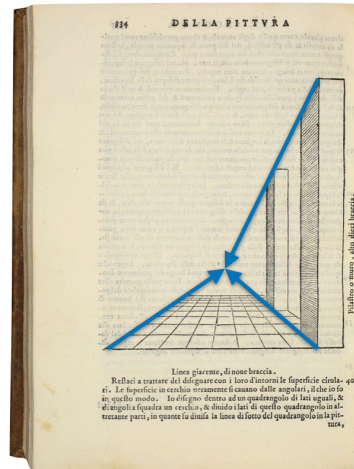 334 DELLA PITTVRA
Pilastro o muro, alto dieci braccia.
Linea giacente, di noue braccia.
Restaci a trattare del disegnare con i loro d'intorni le superficie circula- 40
ri. Le superficie in cerchio veramente si cauano dalle angolari, il che io fo
in questo modo. Io disegno dentro ad un quadrangolo di lati uguali, &
di angoli a squadra un cerchio, & diuido i lati di questo quadrangolo in al-
tretante parti, in quante fu diuisa la linea di sotto del quadrangolo in la pit-
tura,